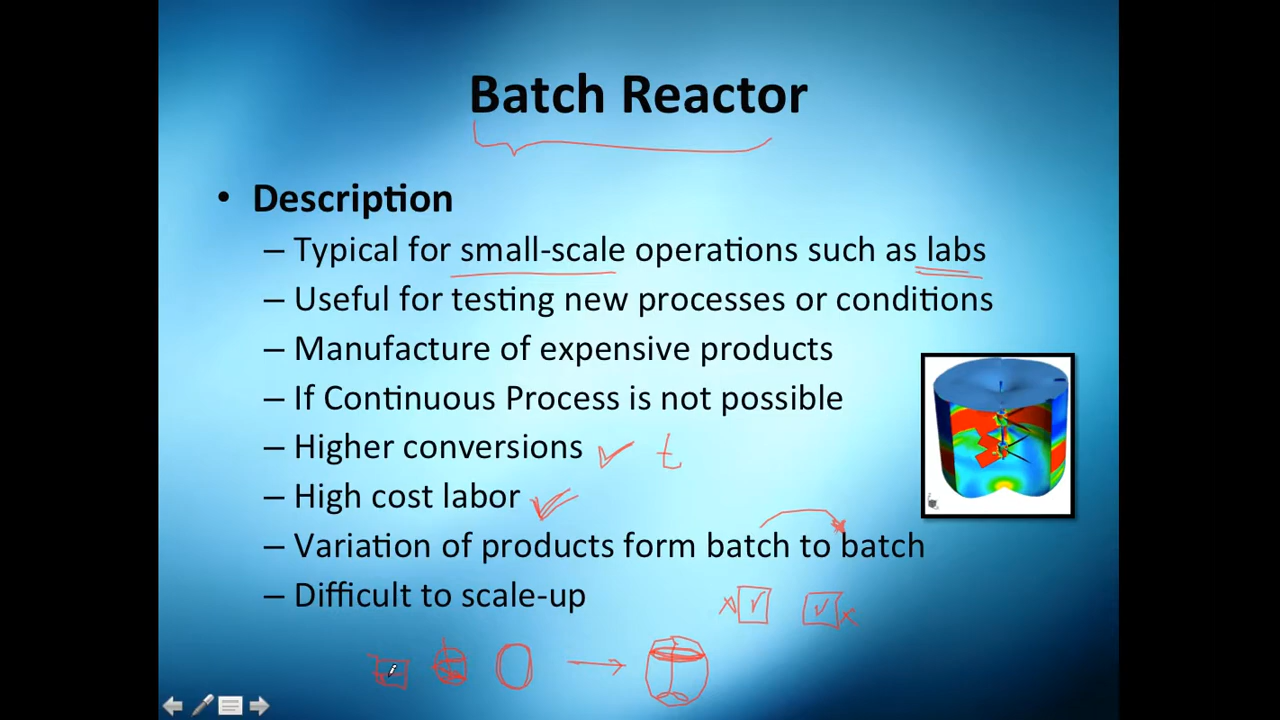 Batch Reactor
• Description
– Typical for small-scale operations such as labs
– Useful for testing new processes or conditions
– Manufacture of expensive products
– If Continuous Process is not possible
– Higher conversions t
– High cost labor
– Variation of products form batch to batch
– Difficult to scale-up